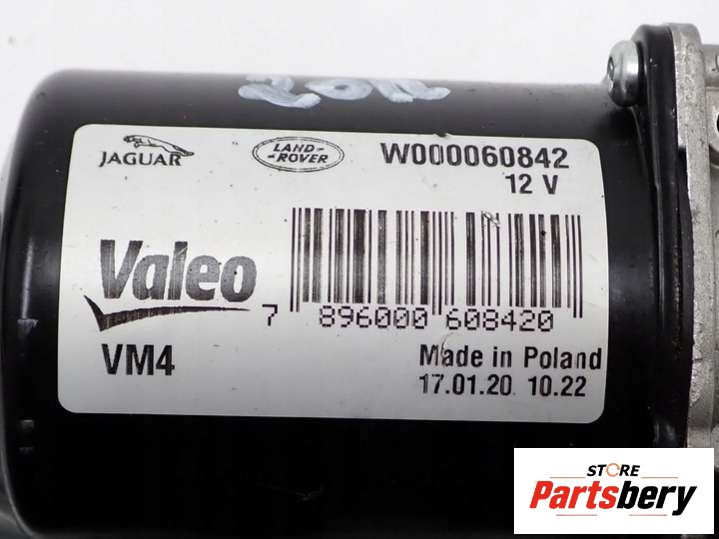 JAGUAR
LAND-
-ROVER
W000060842
12 V
Valeo
7 896000 608420
VM4
Made in Poland
17.01.20 10.22
STORE
Partsbery